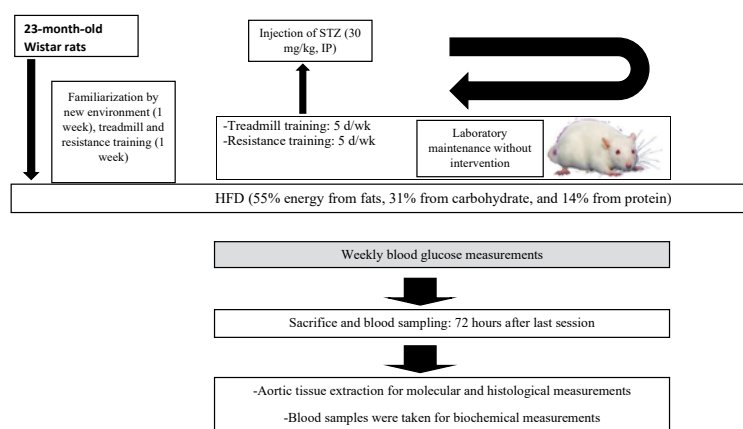 23-month-old
Wistar rats
Injection of STZ (30
mg/kg, IP)
Familiarization by
new environment (1
week), treadmill and
resistance training (1
week)
-Treadmill training: 5 d/wk
-Resistance training: 5 d/wk
Laboratory
maintenance without
intervention
HFD (55% energy from fats, 31% from carbohydrate, and 14% from protein)
Weekly blood glucose measurements
Sacrifice and blood sampling: 72 hours after last session
-Aortic tissue extraction for molecular and histological measurements
-Blood samples were taken for biochemical measurements